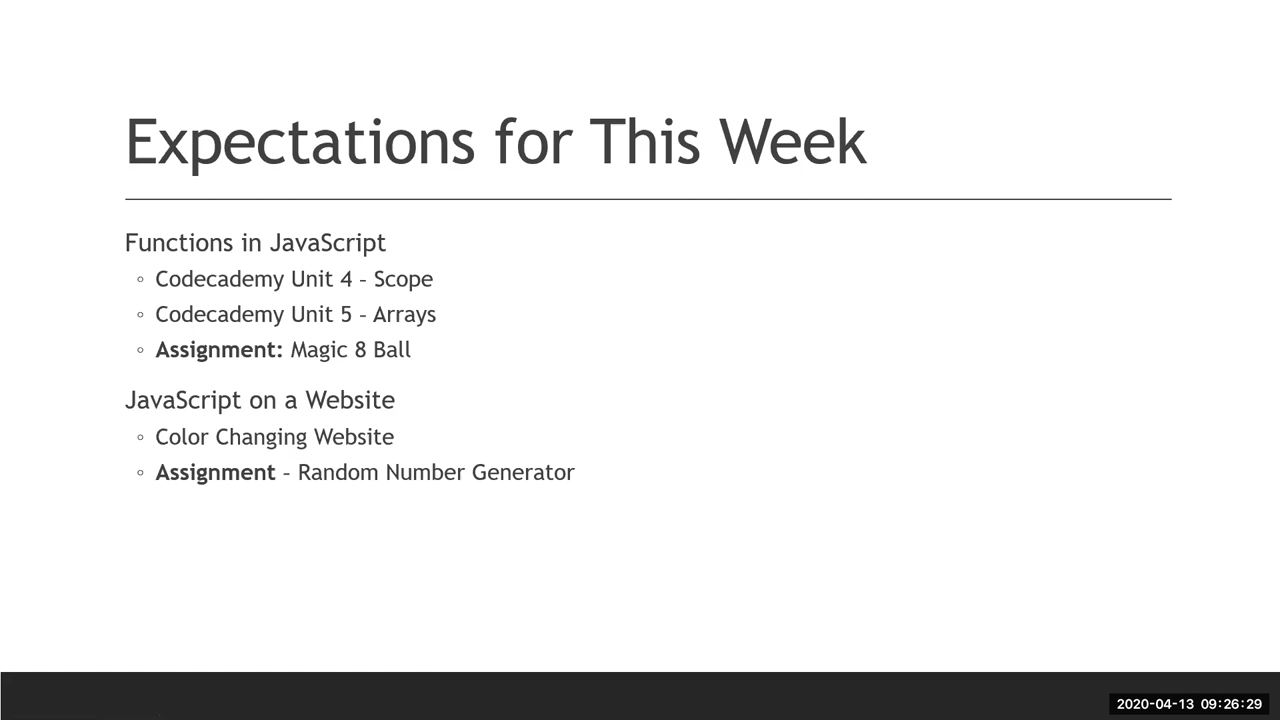 Expectations for This Week
Functions in JavaScript
◦ Codecademy Unit 4 – Scope
◦ Codecademy Unit 5 – Arrays
◦ Assignment: Magic 8 Ball
JavaScript on a Website
◦ Color Changing Website
◦ Assignment – Random Number Generator
2020-04-13 09:26:29